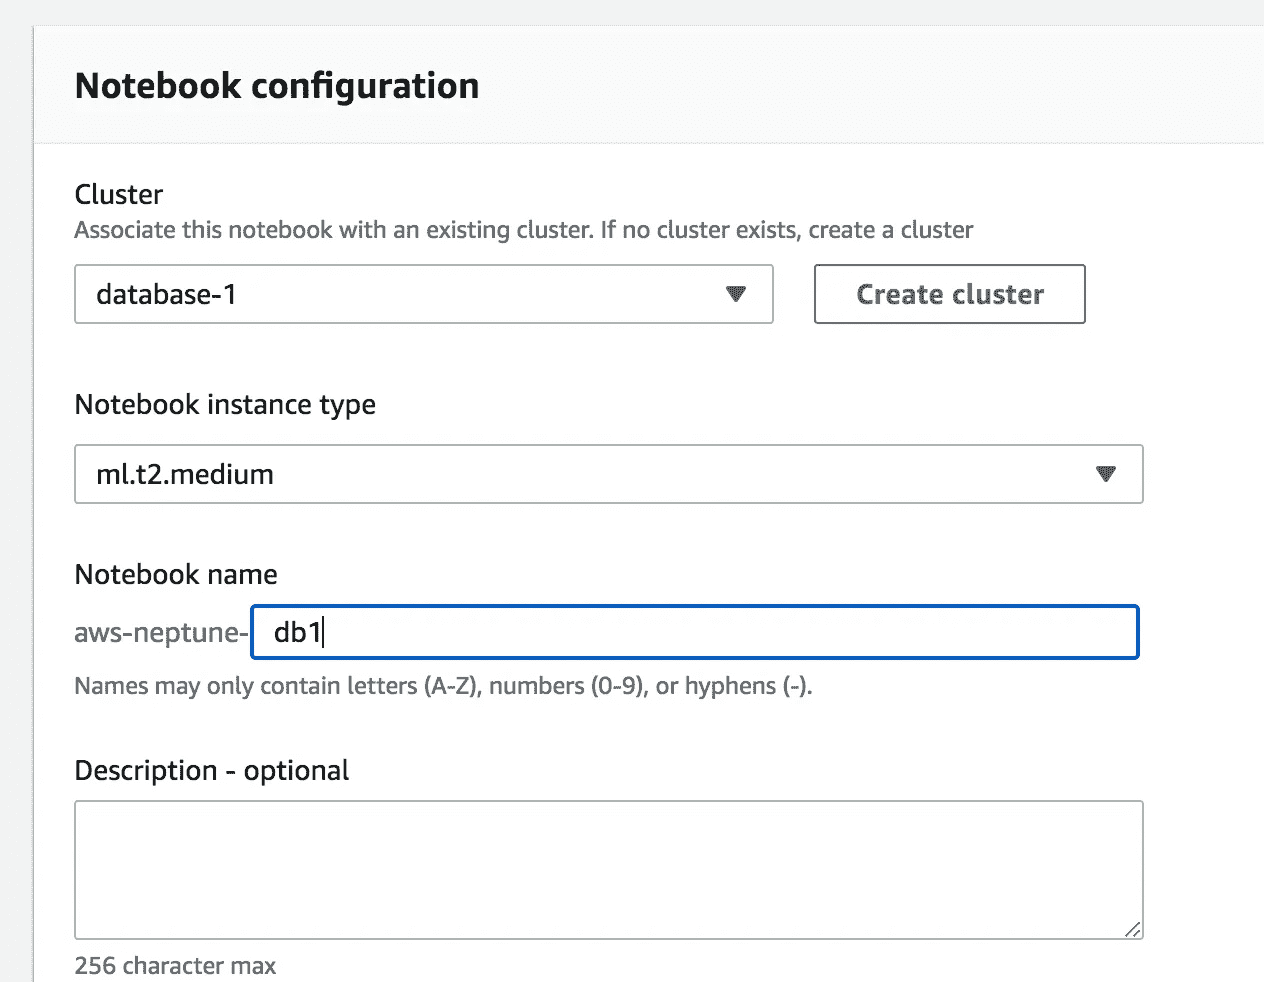 Notebook configuration
Cluster
Associate this notebook with an existing cluster. If no cluster exists, create a cluster
database-1
Create cluster
Notebook instance type
ml.t2.medium
Notebook name
aws-neptune- db1
Names may only contain letters (A-Z), numbers (0-9), or hyphens (-).
Description - optional
256 character max